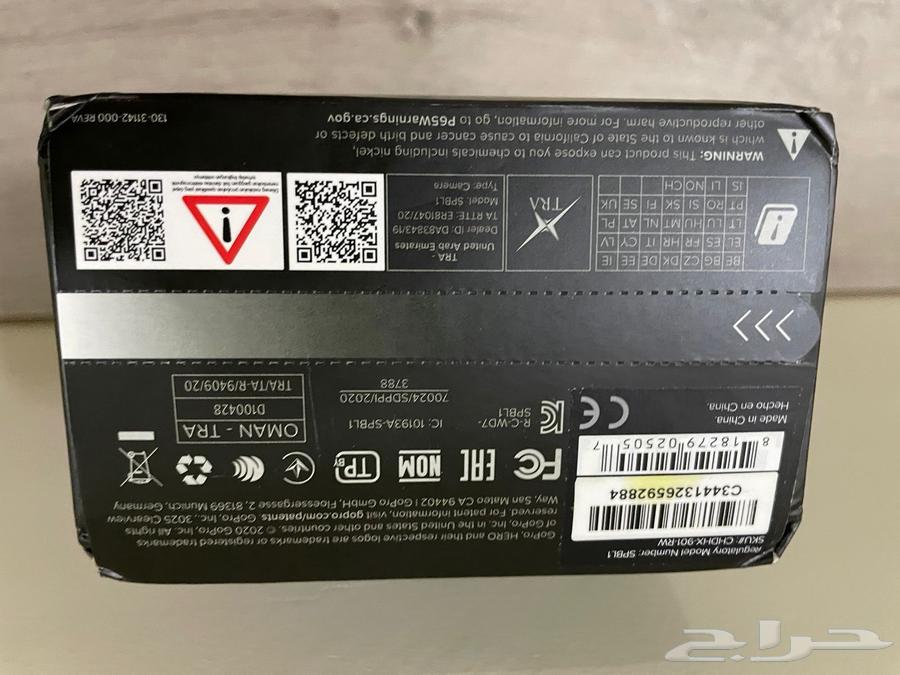 Regulatory Model Number: SPBL1
SKU#: CHDHX-901-RW
C3441326592884
8 18279 02505 7
Made in China.
Hecho en China.
GoPro, HERO and their respective logos are trademarks or registered trademarks
of GoPro, Inc. in the United States and other countries. © 2020 GoPro, Inc. All rights
reserved. For patent information, visit gopro.com/patents. GoPro, Inc., 3025 Clearview
Way, San Mateo CA 94402 | GoPro GmbH, Floessergasse 2, 81369 Munich, Germany
FC
EAC
NOM
TP BY
CE
R-C-WD7-
SPBL1
IC: 10193A-SPBL1
70024/SDPPI/2020
3788
OMAN - TRA
D100428
TRA/TA-R/9409/20
BE BG CZ DK DE EE IE
EL ES FR HR IT CY LV
LT LU HU MT NL AT PL
PT RO SI SK FI SE UK
IS LI NO CH
TRA
TRA -
United Arab Emirates
Dealer ID: DA38431/9
TA RTTE: ER81047/20
Model: SPBL1
Type: Camera
WARNING: This product can expose you to chemicals including nickel,
which is known to the State of California to cause cancer and birth defects or
other reproductive harm. For more information, go to P65Warnings.ca.gov
130-31142-000 REVA
حراج